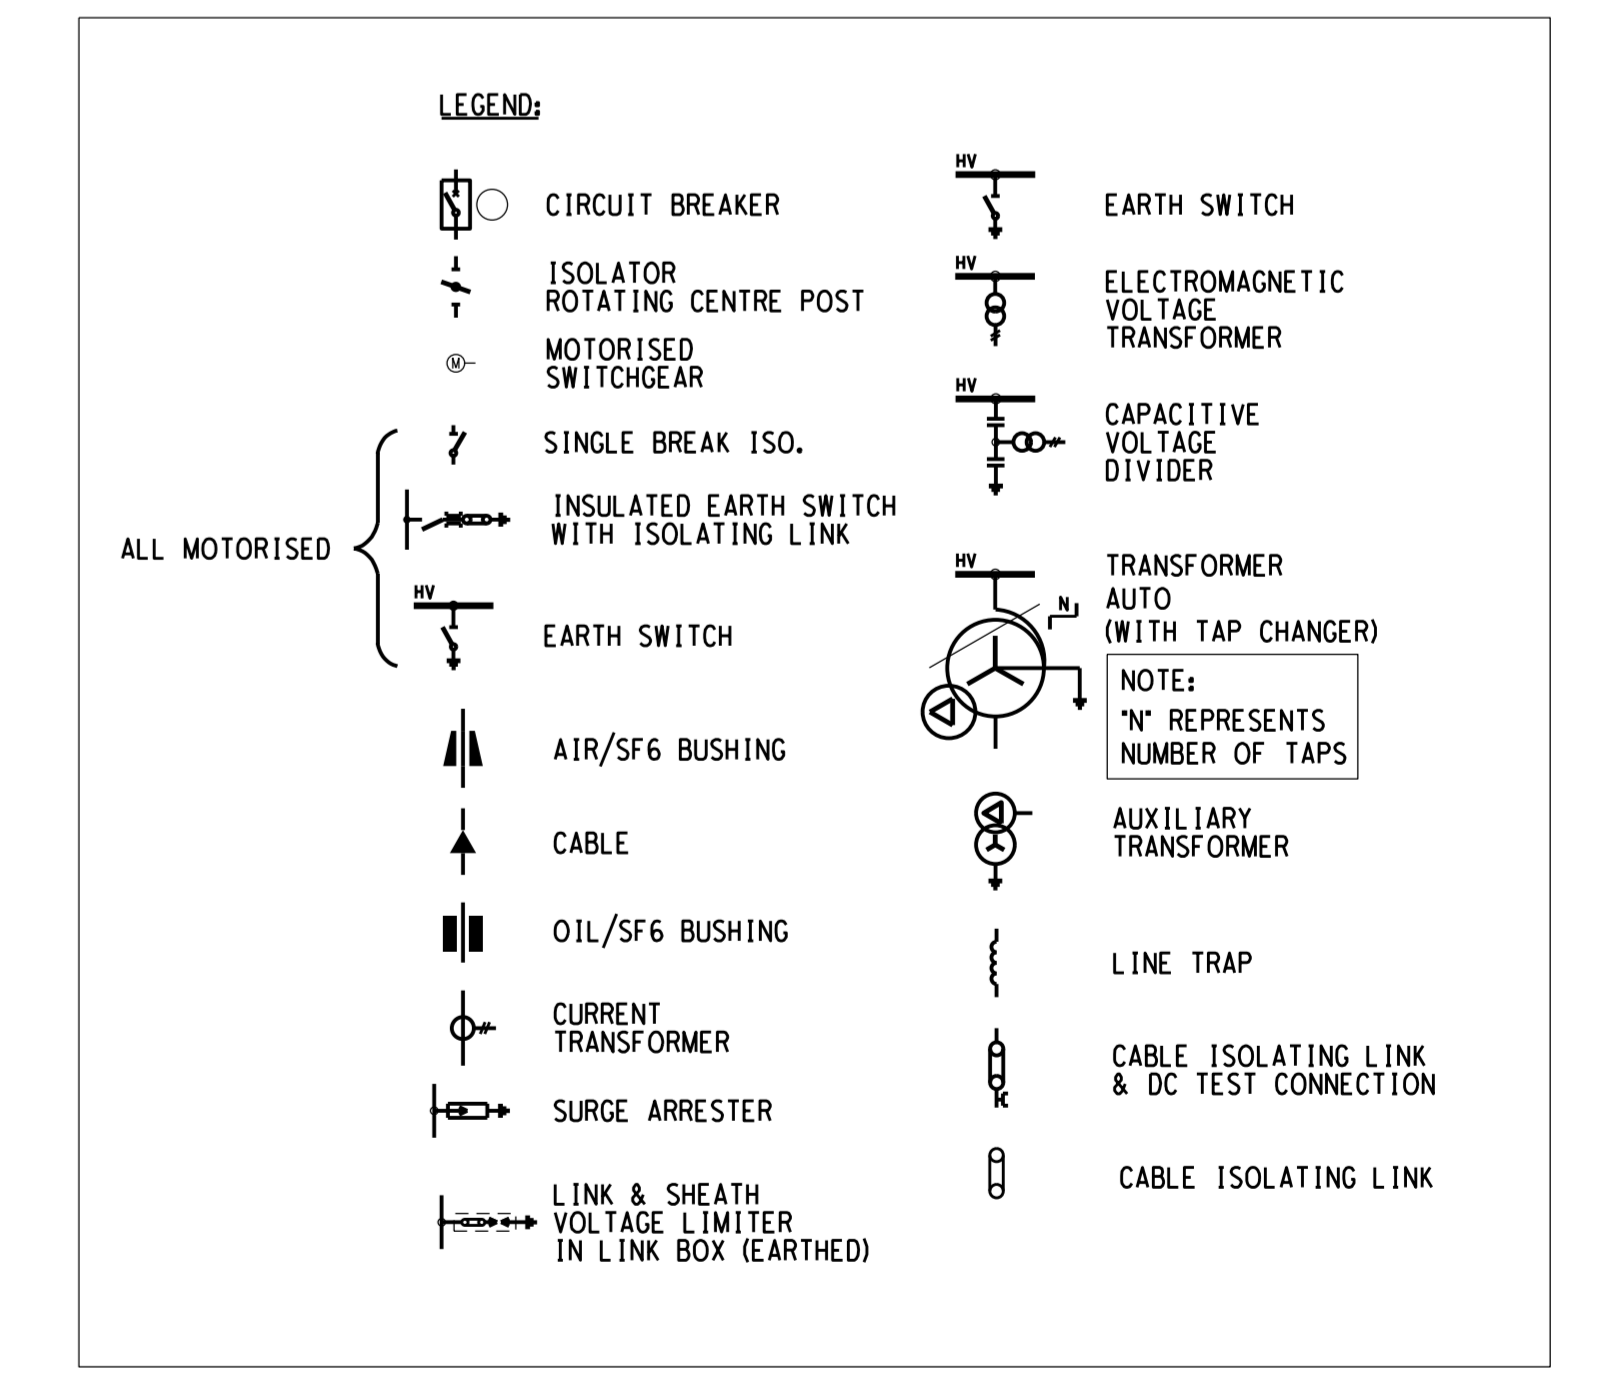 LEGEND:
CIRCUIT BREAKER
ISOLATOR
ROTATING CENTRE POST
M
MOTORISED
SWITCHGEAR
ALL MOTORISED
SINGLE BREAK ISO.
INSULATED EARTH SWITCH
WITH ISOLATING LINK
HV
EARTH SWITCH
AIR/SF6 BUSHING
CABLE
OIL/SF6 BUSHING
CURRENT
TRANSFORMER
SURGE ARRESTER
LINK & SHEATH
VOLTAGE LIMITER
IN LINK BOX (EARTHED)
HV
EARTH SWITCH
HV
ELECTROMAGNETIC
VOLTAGE
TRANSFORMER
HV
CAPACITIVE
VOLTAGE
DIVIDER
HV
N
TRANSFORMER
AUTO
(WITH TAP CHANGER)
NOTE:
"N" REPRESENTS
NUMBER OF TAPS
AUXILIARY
TRANSFORMER
LINE TRAP
CABLE ISOLATING LINK
& DC TEST CONNECTION
CABLE ISOLATING LINK